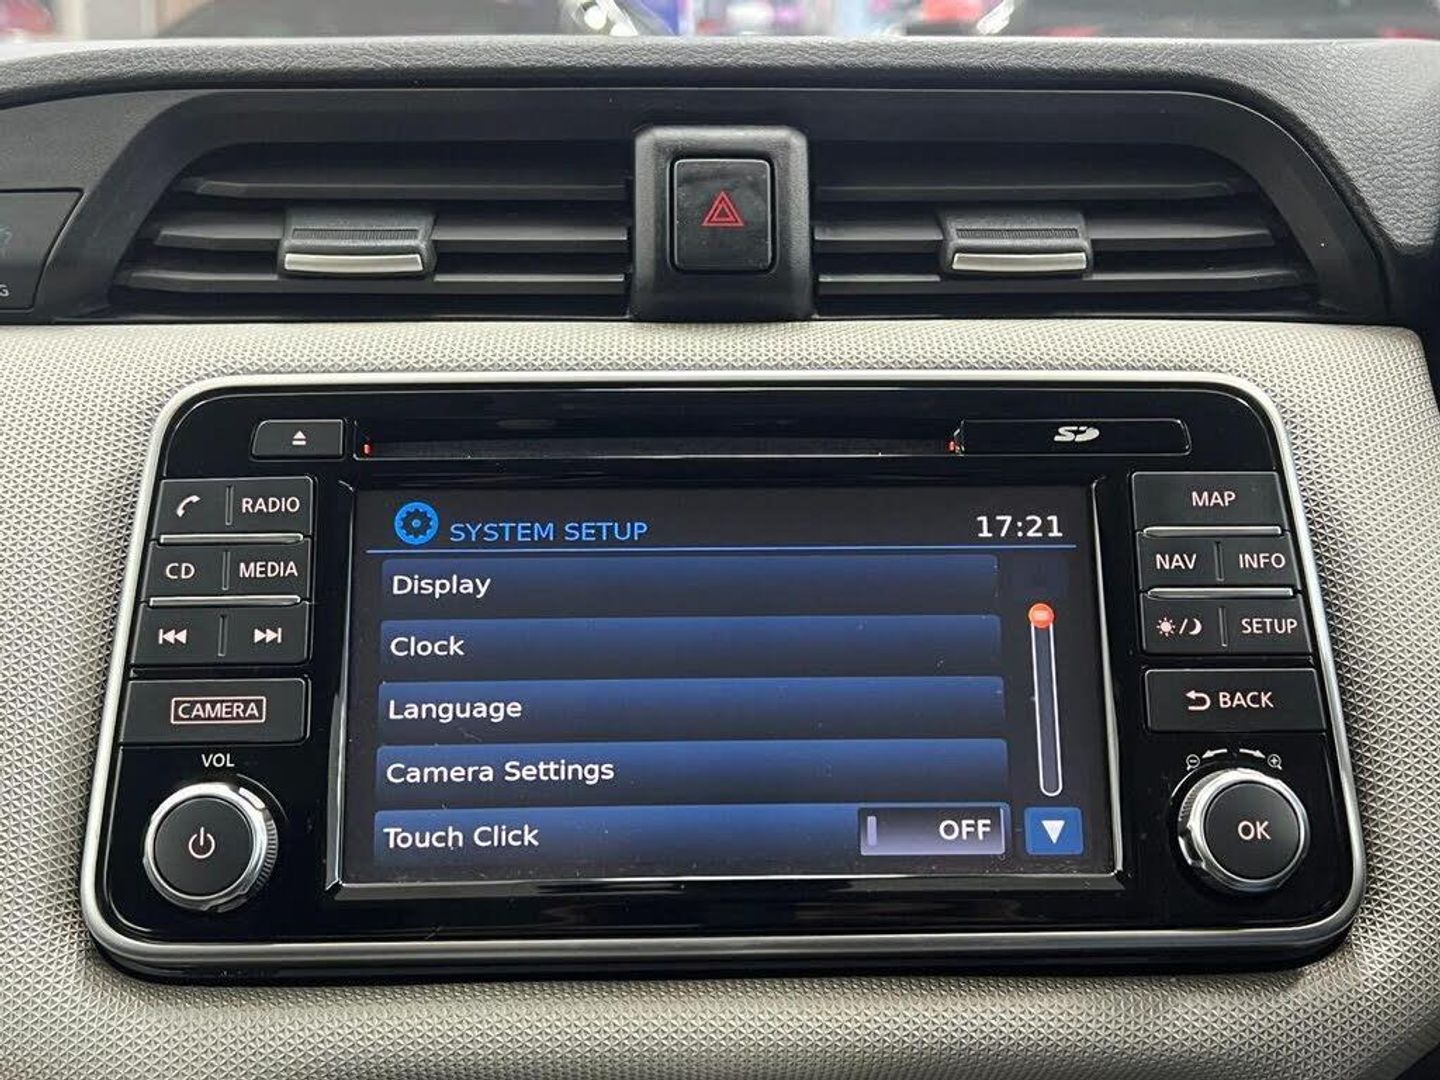 G
SD
RADIO
CD
MEDIA
CAMERA
VOL
SYSTEM SETUP
17:21
Display
Clock
Language
Camera Settings
Touch Click
OFF
MAP
NAV
INFO
SETUP
BACK
OK